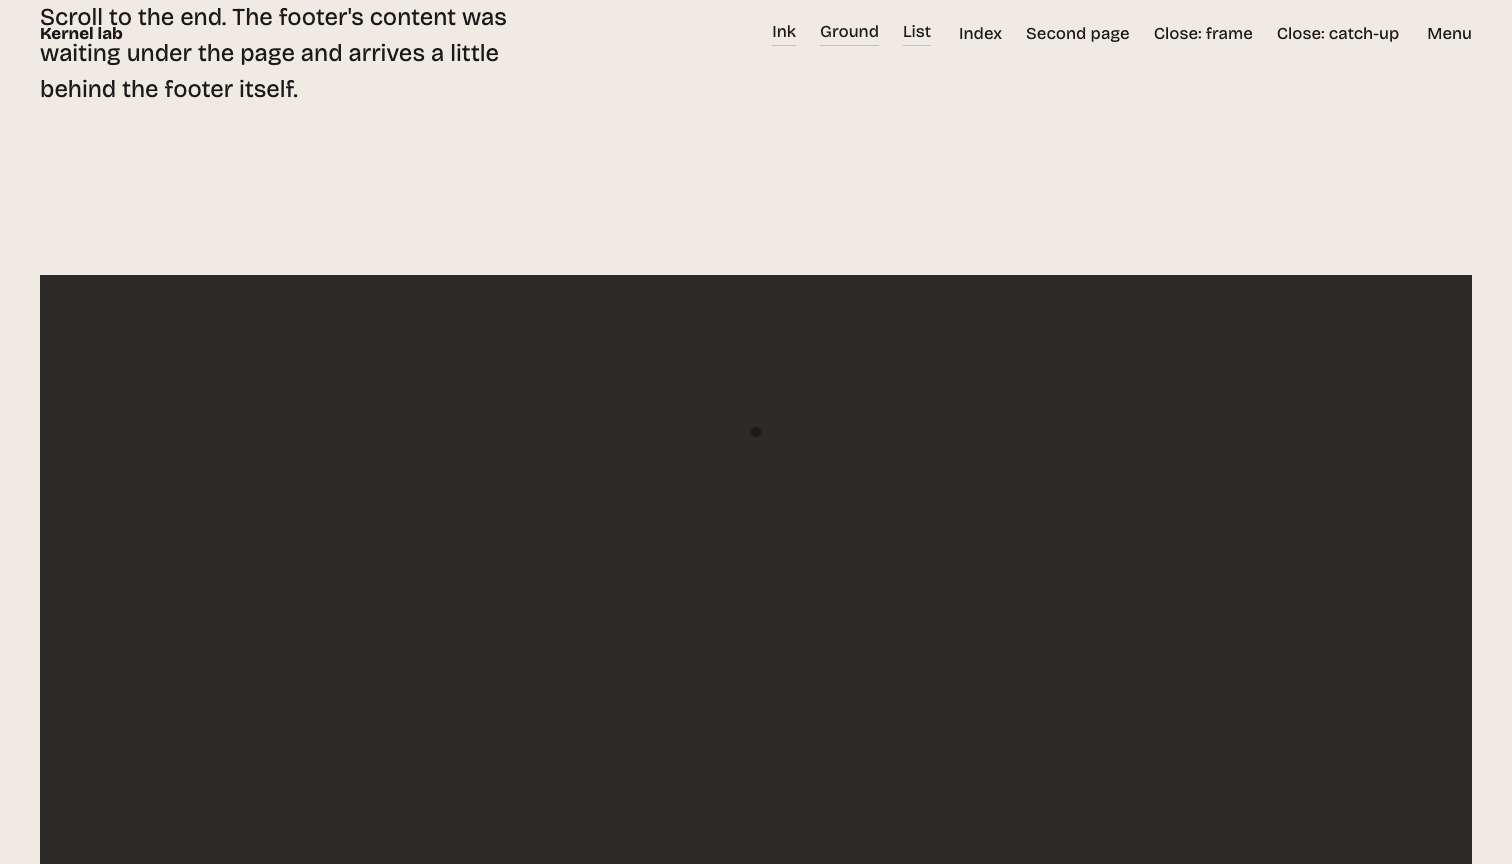 Scroll to the end. The footer's content was
Kernel lab
waiting under the page and arrives a little
behind the footer itself.
Ink Ground List Index Second page Close: frame Close: catch-up Menu